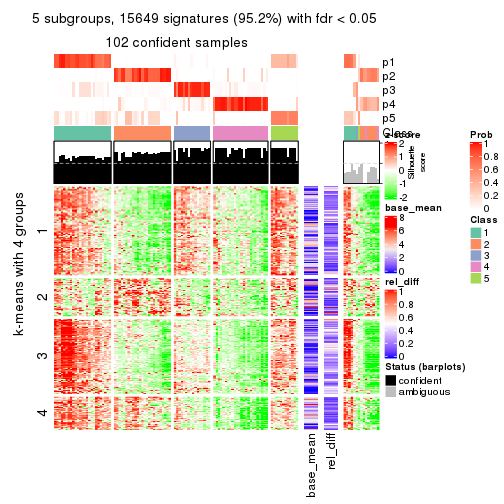 5 subgroups, 15649 signatures (95.2%) with fdr < 0.05
102 confident samples
p1
p2
p3
p4
p5
Class
z-score
2
1
0
-1
-2
Silhouette
score
Prob
1
0.8
0.6
0.4
0.2
0
base_mean
8
6
4
2
0
Class
1
2
3
4
5
rel_diff
1
0.8
0.6
0.4
0.2
0
Status (barplots)
confident
ambiguous
k-means with 4 groups
1
2
3
4
base_mean
rel_diff